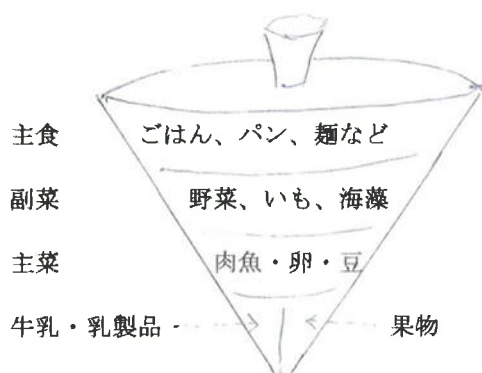 主食 ごはん、パン、麺など
副菜 野菜、いも、海藻
主菜 肉魚・卵・豆
牛乳・乳製品 果物